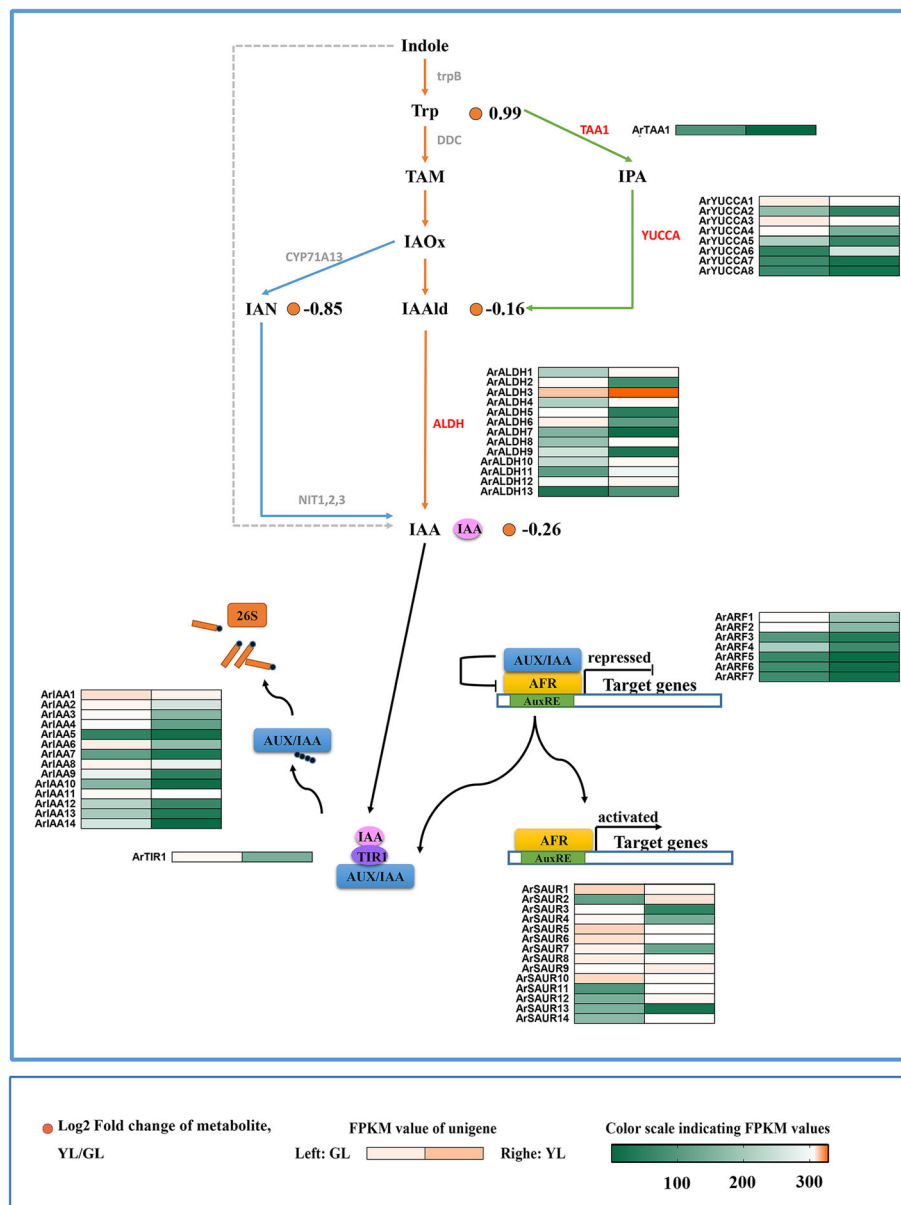 Indole
trpB
Trp
0.99
TAA1
ArTAA1
DDC
TAM
IPA
ArYUCCA1
ArYUCCA2
ArYUCCA3
ArYUCCA4
ArYUCCA5
ArYUCCA6
ArYUCCA7
ArYUCCA8
YUCCA
IAOx
CYP71A13
IAN
-0.85
IAAld
-0.16
ArALDH1
ArALDH2
ArALDH3
ArALDH4
ArALDH5
ArALDH6
ArALDH7
ArALDH8
ArALDH9
ArALDH10
ArALDH11
ArALDH12
ArALDH13
ALDH
NIT1,2,3
IAA
IAA
-0.26
26S
ArARF1
ArARF2
ArARF3
ArARF4
ArARF5
ArARF6
ArARF7
AUX/IAA
repressed
AFR
Target genes
AuxRE
ArIAA1
ArIAA2
ArIAA3
ArIAA4
ArIAA5
ArIAA6
ArIAA7
ArIAA8
ArIAA9
ArIAA10
ArIAA11
ArIAA12
ArIAA13
ArIAA14
AUX/IAA
ArTIR1
IAA
TIR1
AUX/IAA
activated
AFR
Target genes
AuxRE
ArSAUR1
ArSAUR2
ArSAUR3
ArSAUR4
ArSAUR5
ArSAUR6
ArSAUR7
ArSAUR8
ArSAUR9
ArSAUR10
ArSAUR11
ArSAUR12
ArSAUR13
ArSAUR14
Log2 Fold change of metabolite,
YL/GL
FPKM value of unigene
Left: GL
Righe: YL
Color scale indicating FPKM values
100 200 300